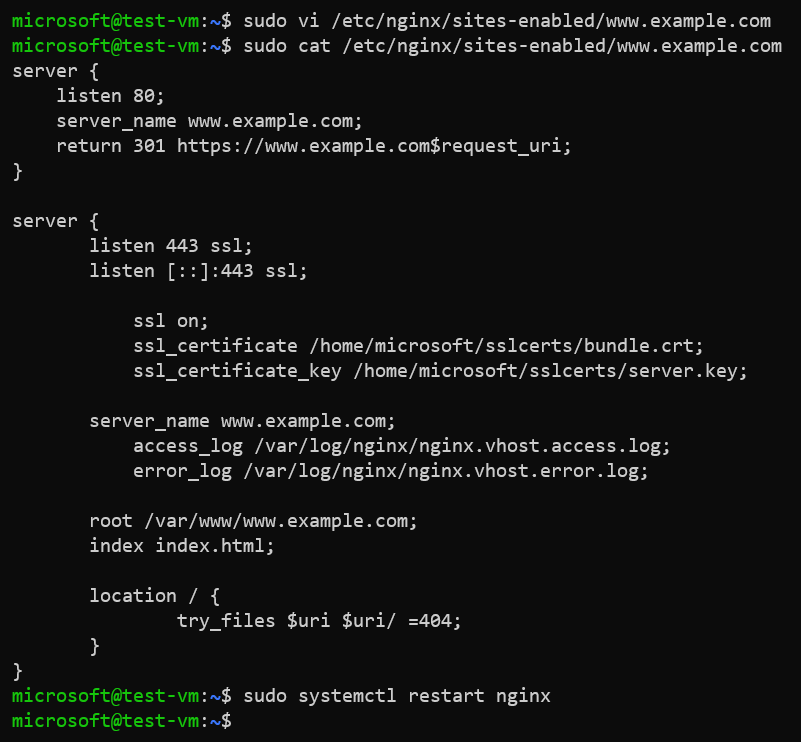 microsoft@test-vm:~$ sudo vi /etc/nginx/sites-enabled/www.example.com
microsoft@test-vm:~$ sudo cat /etc/nginx/sites-enabled/www.example.com
server {
    listen 80;
    server_name www.example.com;
    return 301 https://www.example.com$request_uri;
}

server {
       listen 443 ssl;
       listen [::]:443 ssl;

           ssl on;
           ssl_certificate /home/microsoft/sslcerts/bundle.crt;
           ssl_certificate_key /home/microsoft/sslcerts/server.key;

       server_name www.example.com;
           access_log /var/log/nginx/nginx.vhost.access.log;
           error_log /var/log/nginx/nginx.vhost.error.log;

       root /var/www/www.example.com;
       index index.html;

       location / {
               try_files $uri $uri/ =404;
       }
}
microsoft@test-vm:~$ sudo systemctl restart nginx
microsoft@test-vm:~$